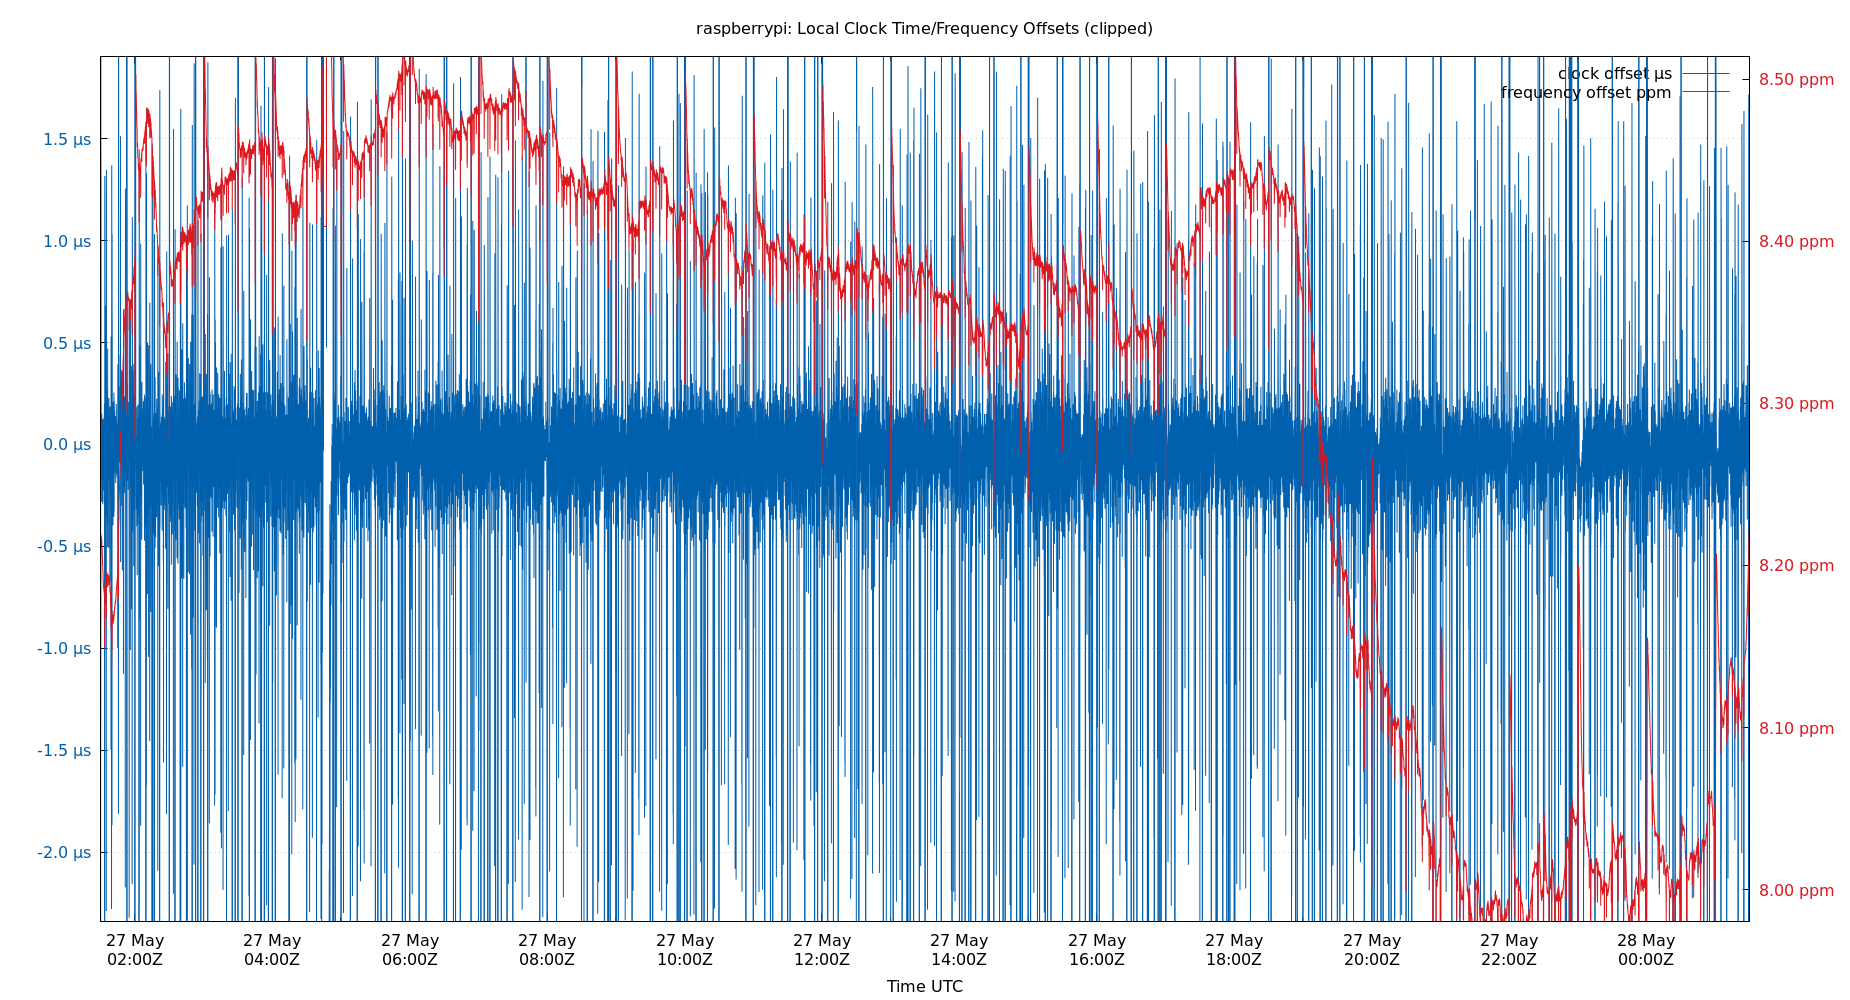 raspberrypi: Local Clock Time/Frequency Offsets (clipped)
clock offset µs
frequency offset ppm
1.5 µs
1.0 µs
0.5 µs
0.0 µs
-0.5 µs
-1.0 µs
-1.5 µs
-2.0 µs
8.50 ppm
8.40 ppm
8.30 ppm
8.20 ppm
8.10 ppm
8.00 ppm
27 May 27 May 27 May 27 May 27 May 27 May 27 May 27 May 27 May 27 May 27 May 28 May
02:00Z 04:00Z 06:00Z 08:00Z 10:00Z 12:00Z 14:00Z 16:00Z 18:00Z 20:00Z 22:00Z 00:00Z
Time UTC